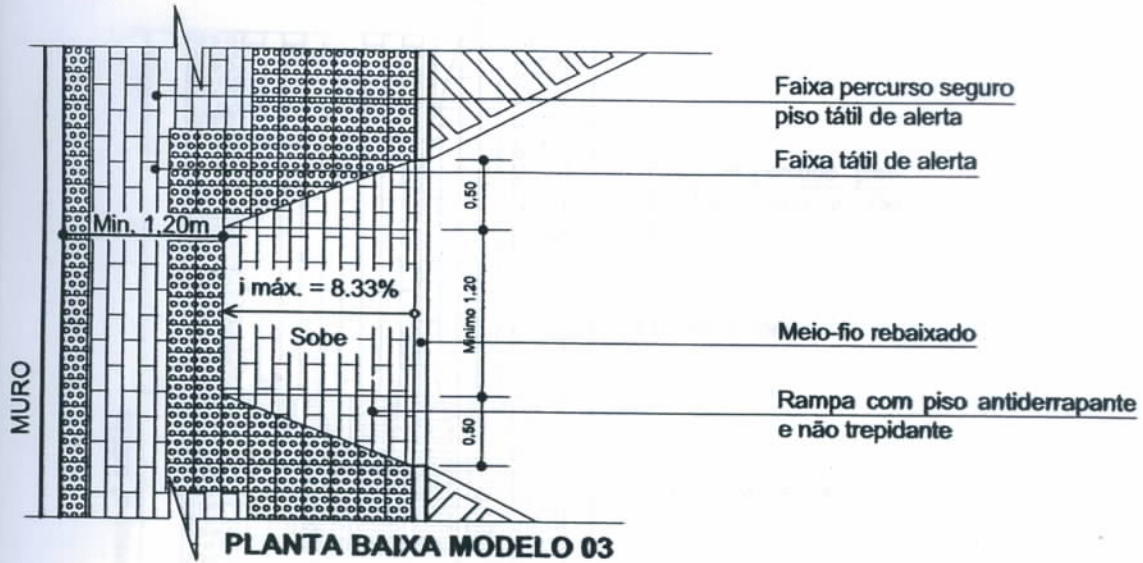 Faixa percurso seguro
piso tátil de alerta
Faixa tátil de alerta
0,50
Min. 1,20m
i máx. = 8.33%
Mínimo 1,20
Sobe
Meio-fio rebaixado
MURO
Rampa com piso antiderrapante
e não trepidante
0,50
PLANTA BAIXA MODELO 03